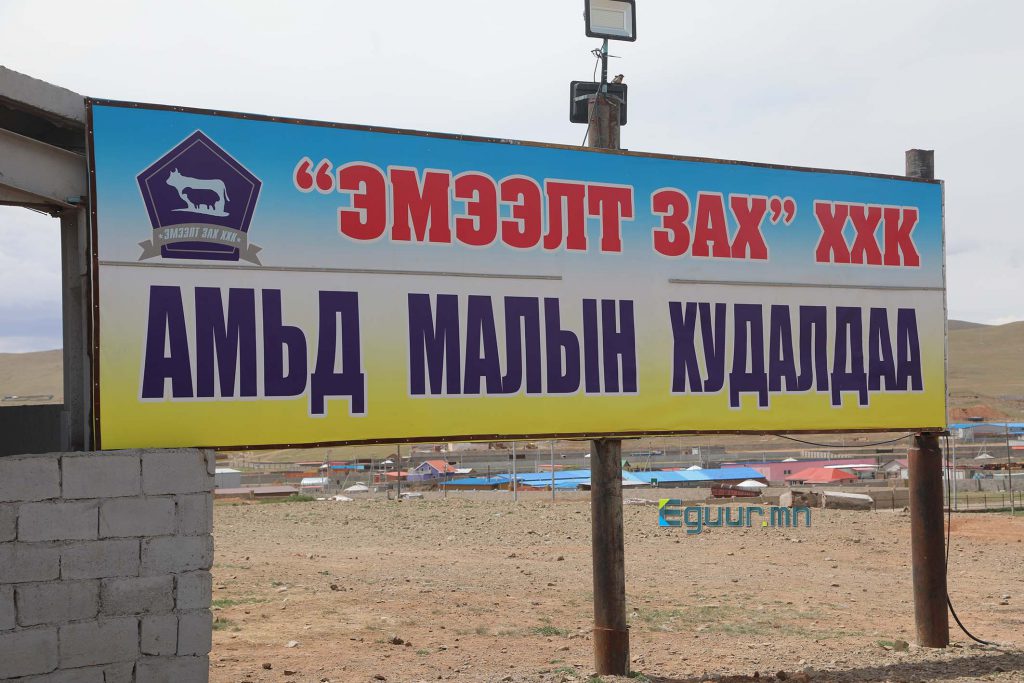 "ЭМЭЭЛТ ЗАХ" ХХК
ЭМЭЭЛТ ЗАХ ХХК
АМЬД МАЛЫН ХУДАЛДАА
Eguur.mn